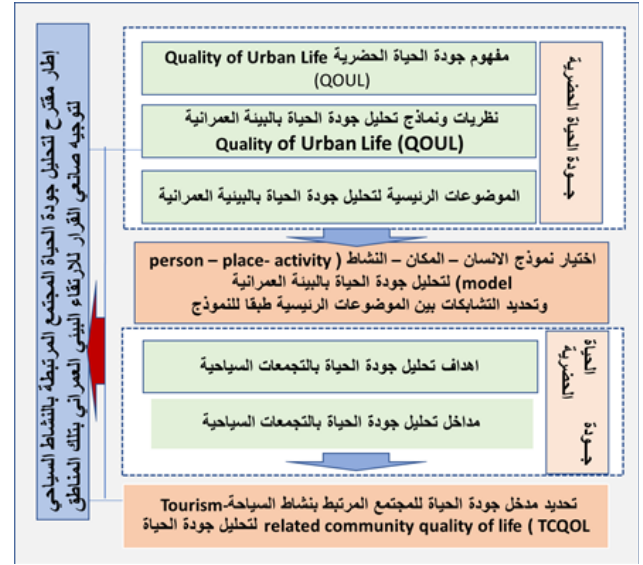 جـــودة الحياة الحضرية
مفهوم جودة الحياة الحضرية Quality of Urban Life
(QOUL)
نظريات ونماذج تحليل جودة الحياة بالبيئة العمرانية
Quality of Urban Life (QOUL)
الموضوعات الرئيسية لتحليل جودة الحياة بالبيئية العمرانية
اختيار نموذج الانسان – المكان – النشاط ( person – place- activity
model) لتحليل جودة الحياة بالبيئة العمرانية
وتحديد التشابكات بين الموضوعات الرئيسية طبقا للنموذج
جـــودة الحياة
الحضرية
اهداف تحليل جودة الحياة بالتجمعات السياحية
مداخل تحليل جودة الحياة بالتجمعات السياحية
تحديد مدخل جودة الحياة للمجتمع المرتبط بنشاط السياحة-Tourism
related community quality of life ( TCQOL لتحليل جودة الحياة
إطار مقترح لتحليل جودة الحياة المجتمع المرتبطة بالنشاط السياحي
لتوجيه صانعي القرار للارتقاء البيئي العمراني بتلك المناطق